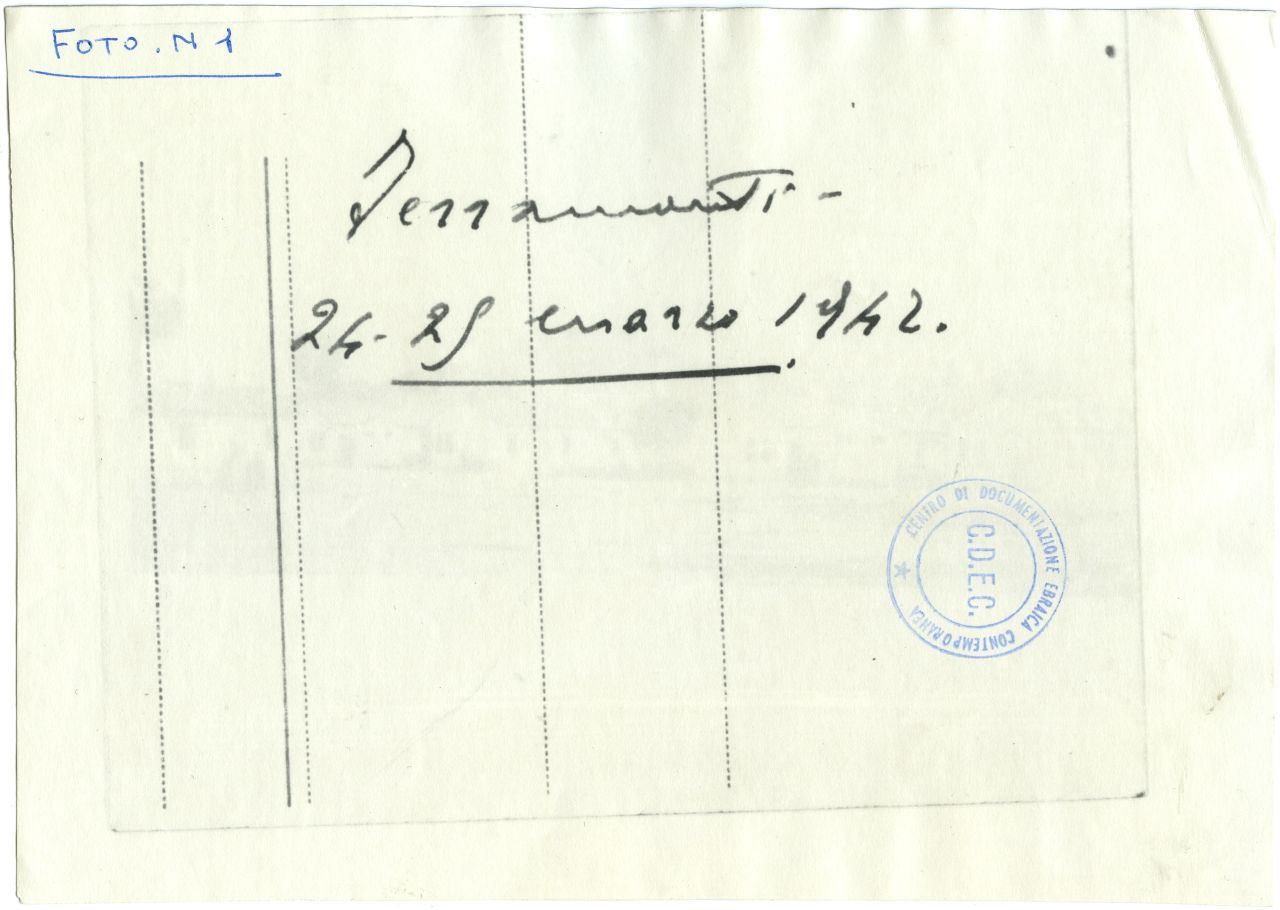 FOTO. N 1
Ferramonti -
24-25 marzo 1942.
CENTRO DI DOCUMENTAZIONE EBRAICA CONTEMPORANEA
C.D.E.C.